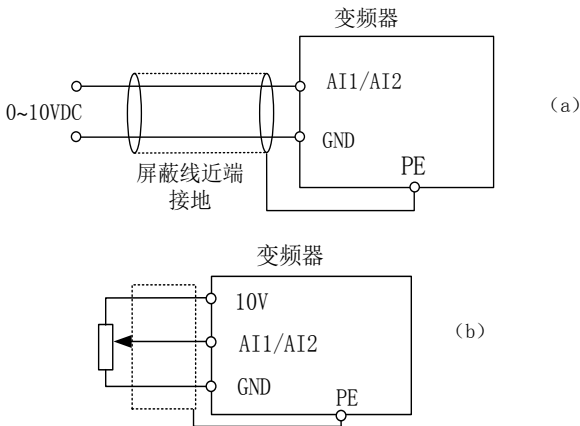 变频器
AI1/AI2
0~10VDC
(a)
GND
屏蔽线近端
接地
PE
变频器
10V
AI1/AI2
(b)
GND
PE